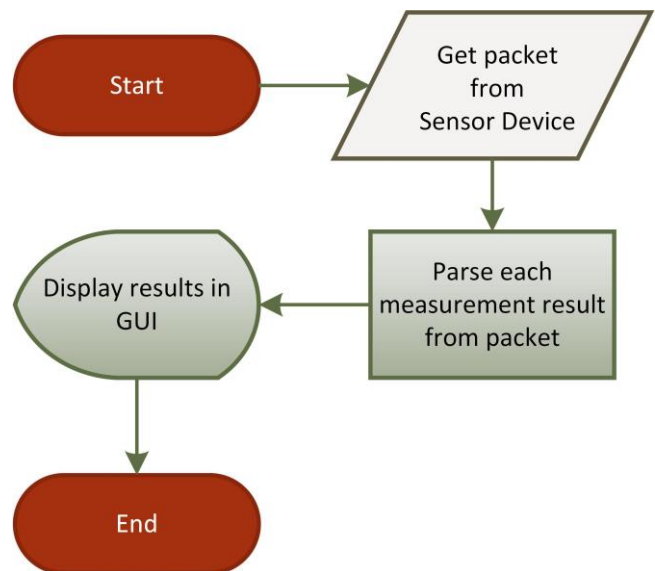 Start
Get packet
from
Sensor Device
Parse each
measurement result
from packet
Display results in
GUI
End